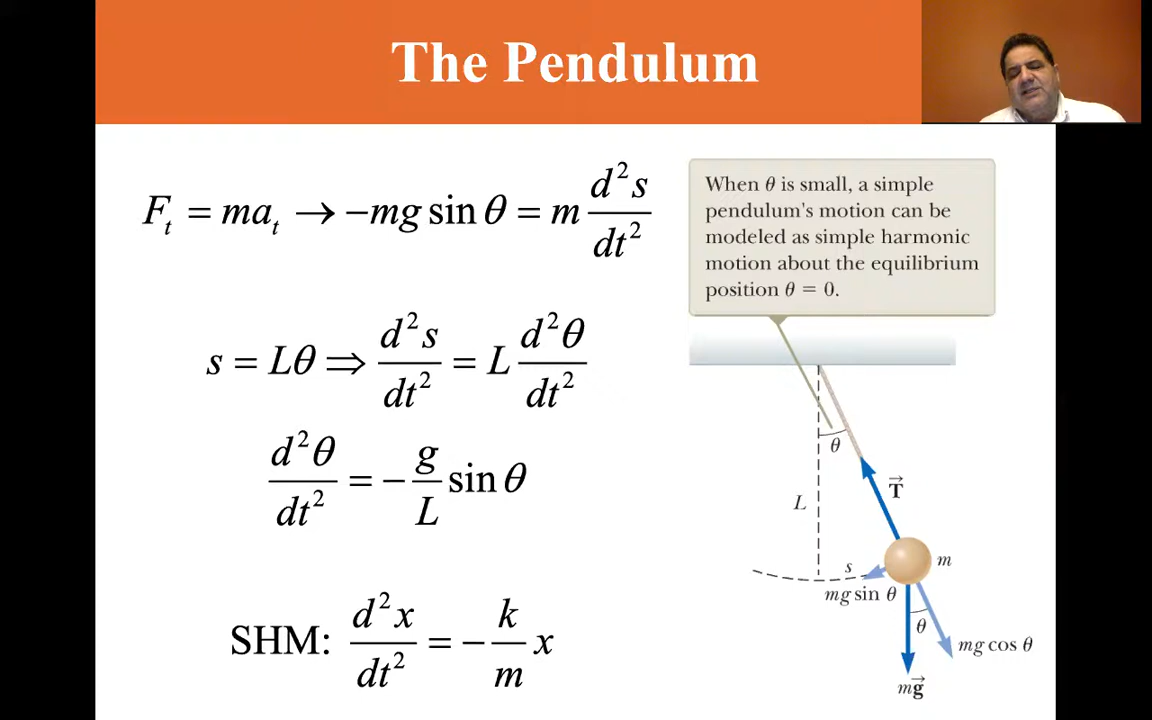 The Pendulum
F_t = ma_t → −mg sin θ = m d²s/dt²
s = Lθ ⇒ d²s/dt² = L d²θ/dt²
d²θ/dt² = − g/L sin θ
SHM: d²x/dt² = − k/m x
When θ is small, a simple
pendulum's motion can be
modeled as simple harmonic
motion about the equilibrium
position θ = 0.
θ
T⃗
L
m
s
mg sin θ
θ
mg cos θ
mg⃗